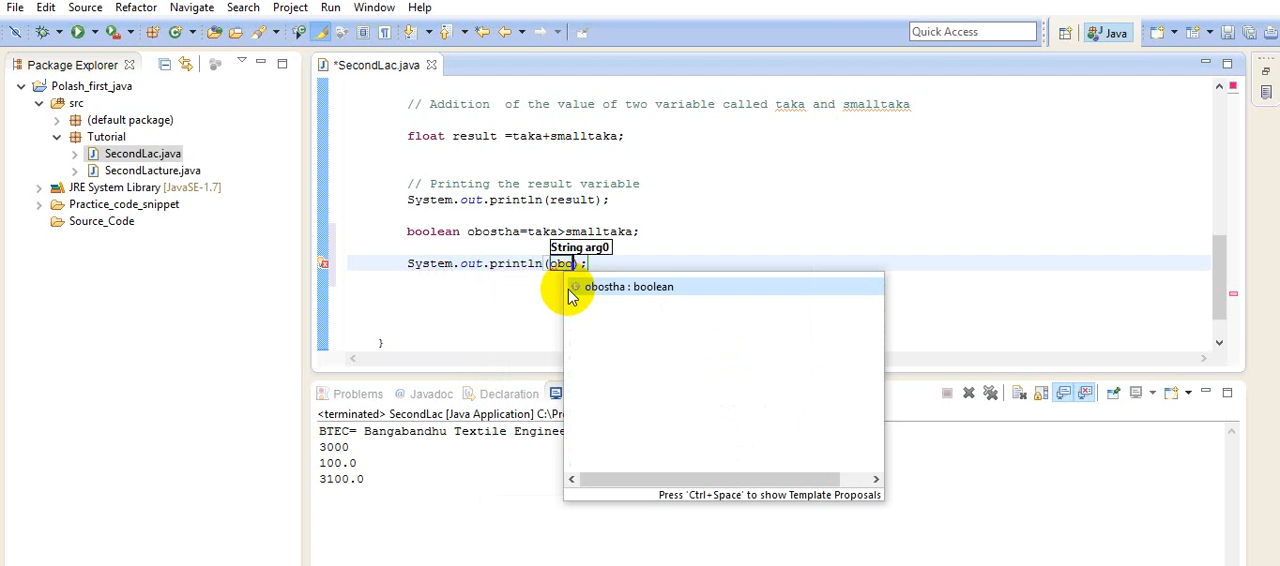 File Edit Source Refactor Navigate Search Project Run Window Help
Quick Access
Java
Package Explorer
*SecondLac.java
Polash_first_java
src
(default package)
Tutorial
SecondLac.java
SecondLacture.java
JRE System Library [JavaSE-1.7]
Practice_code_snippet
Source_Code
// Addition of the value of two variable called taka and smalltaka
float result =taka+smalltaka;
// Printing the result variable
System.out.println(result);
boolean obostha=taka>smalltaka;
String arg0
System.out.println(obo);
obostha : boolean
}
Press 'Ctrl+Space' to show Template Proposals
Problems @ Javadoc Declaration
<terminated> SecondLac [Java Application] C:\Pr
BTEC= Bangabandhu Textile Enginee
3000
100.0
3100.0